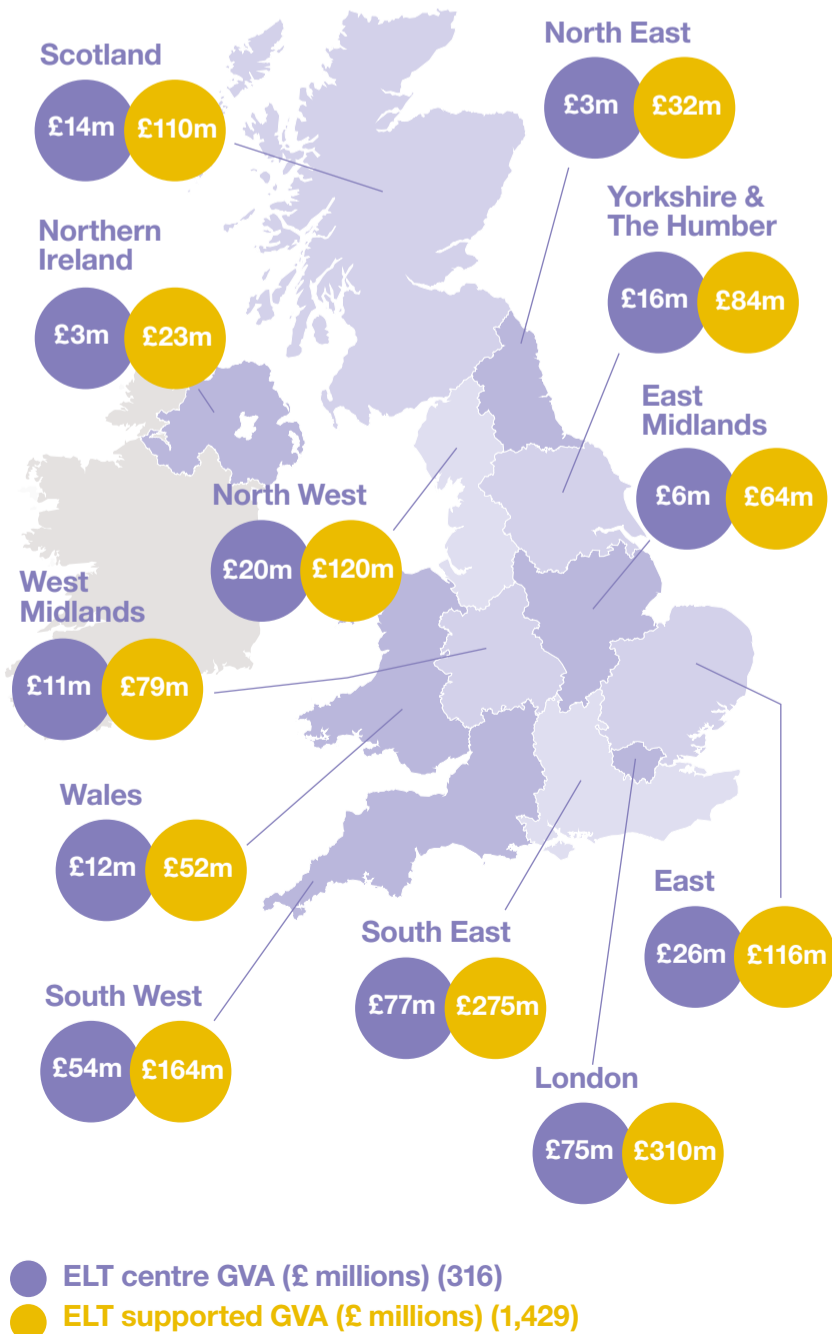 North East
£3m £32m
Scotland
£14m £110m
Yorkshire &
The Humber
£16m £84m
Northern
Ireland
£3m £23m
East
Midlands
£6m £64m
North West
£20m £120m
West
Midlands
£11m £79m
Wales
£12m £52m
East
£26m £116m
South East
£77m £275m
South West
£54m £164m
London
£75m £310m
ELT centre GVA (£ millions) (316)
ELT supported GVA (£ millions) (1,429)